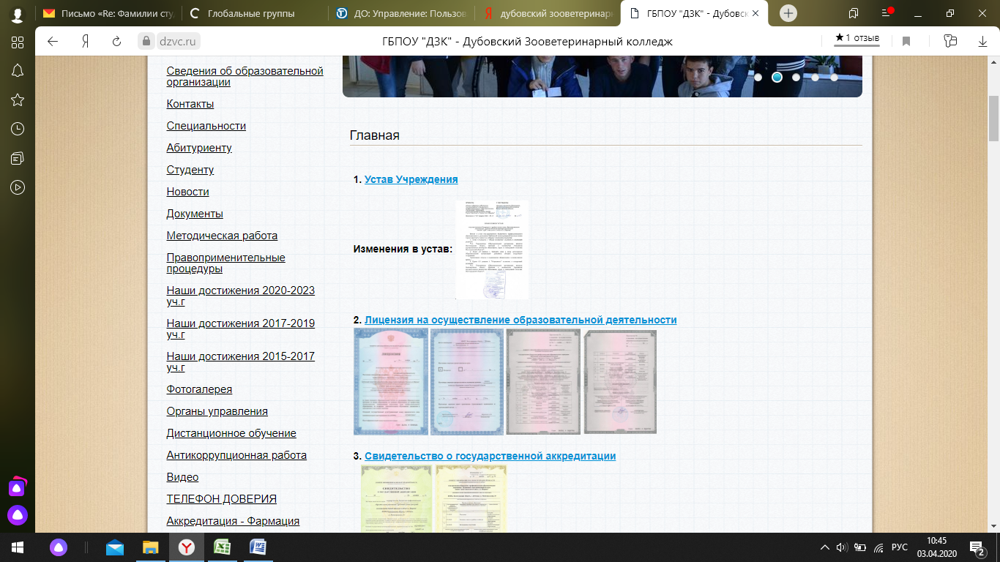 Письмо «Re: Фамилии сту
Глобальные группы
ДО: Управление: Пользов
дубовский зооветеринарн
ГБПОУ "ДЗК" - Дубовск
dzvc.ru
ГБПОУ "ДЗК" - Дубовский Зооветеринарный колледж
★ 1 отзыв
Сведения об образовательной
организации
Контакты
Специальности
Абитуриенту
Студенту
Новости
Документы
Методическая работа
Правоприменительные
процедуры
Наши достижения 2020-2023
уч.г
Наши достижения 2017-2019
уч.г
Наши достижения 2015-2017
уч.г
Фотогалерея
Органы управления
Дистанционное обучение
Антикоррупционная работа
Видео
ТЕЛЕФОН ДОВЕРИЯ
Аккредитация - Фармация
Главная
1. Устав Учреждения
Изменения в устав:
2. Лицензия на осуществление образовательной деятельности
ЛИЦЕНЗИЯ
3. Свидетельство о государственной аккредитации
СВИДЕТЕЛЬСТВО
РУС
10:45
03.04.2020
2